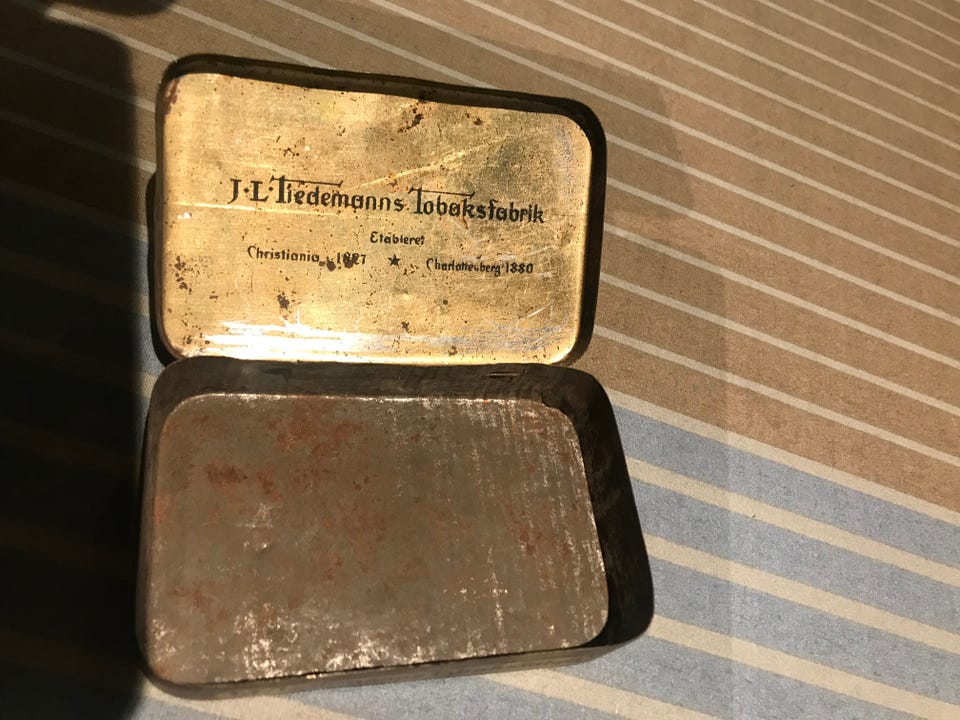 J·L·Tiedemanns Tobaksfabrik
Etableret
Christiania 1827 ★ Charlottenberg 1880